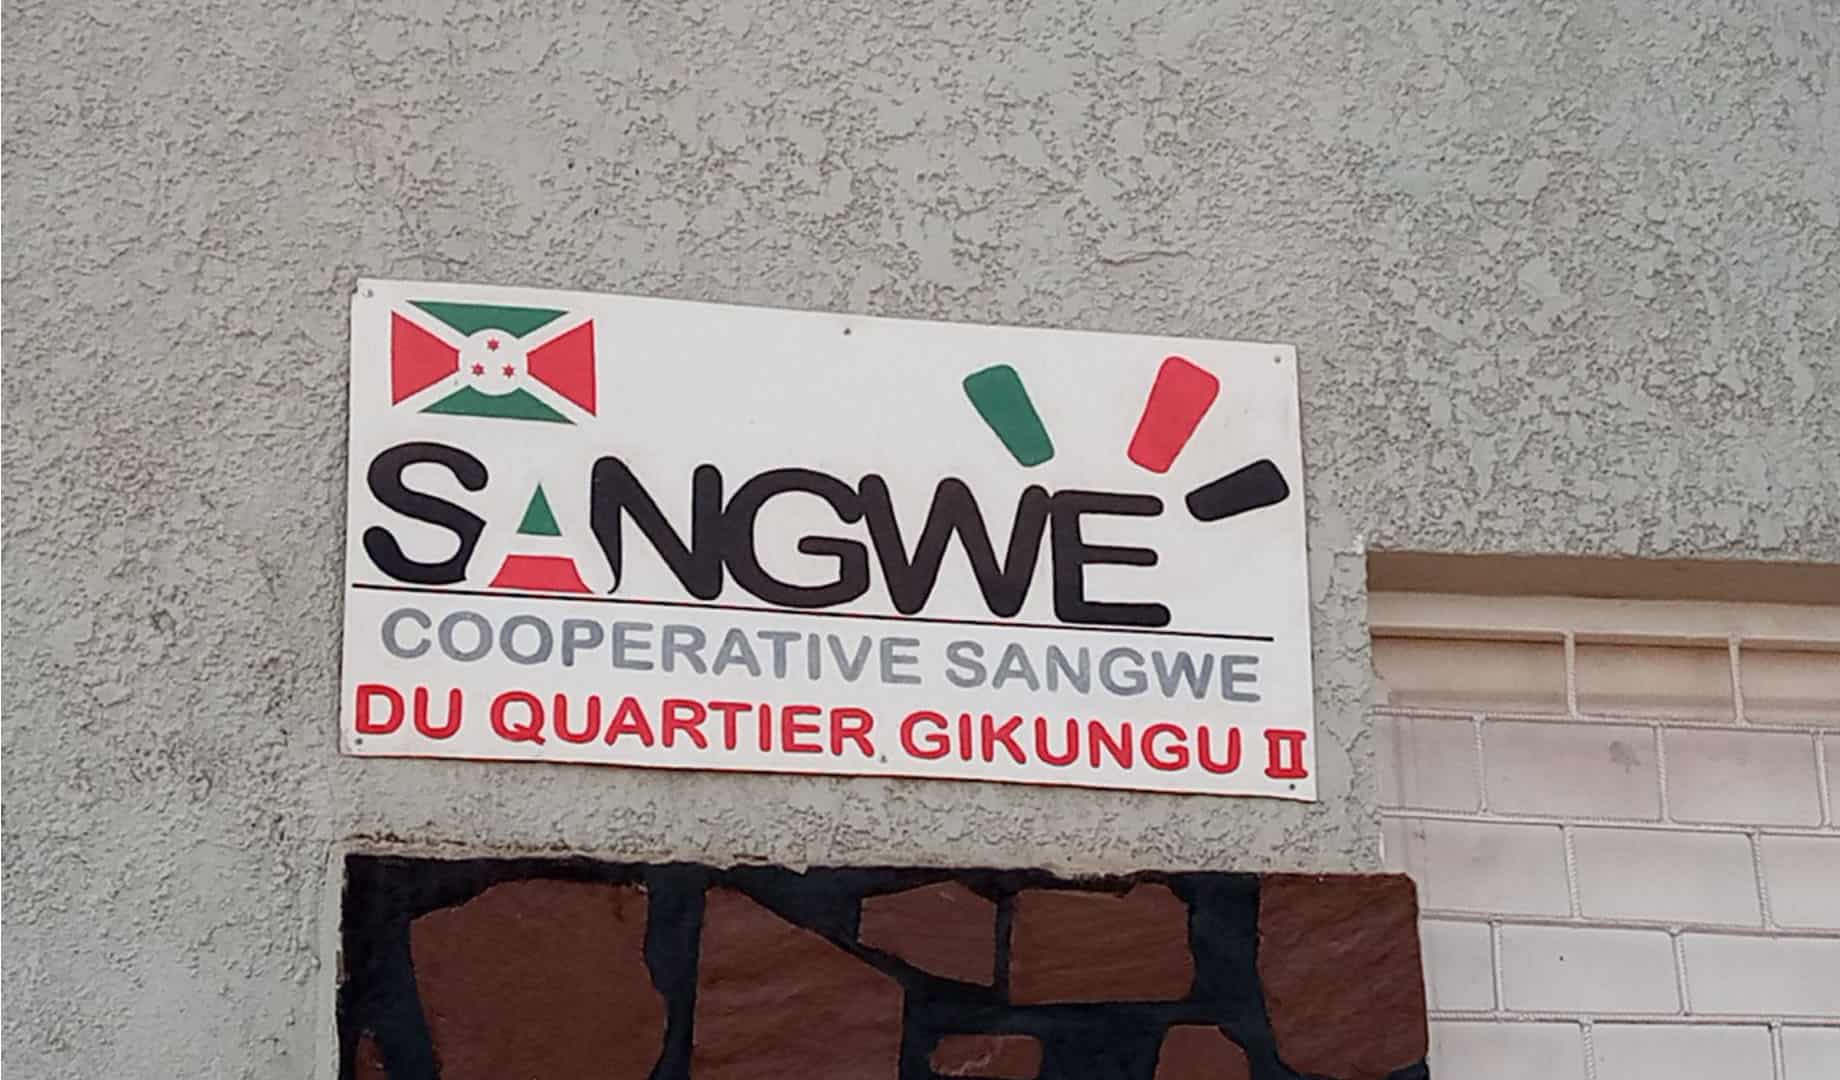 SANGWE
COOPERATIVE SANGWE
DU QUARTIER GIKUNGU II